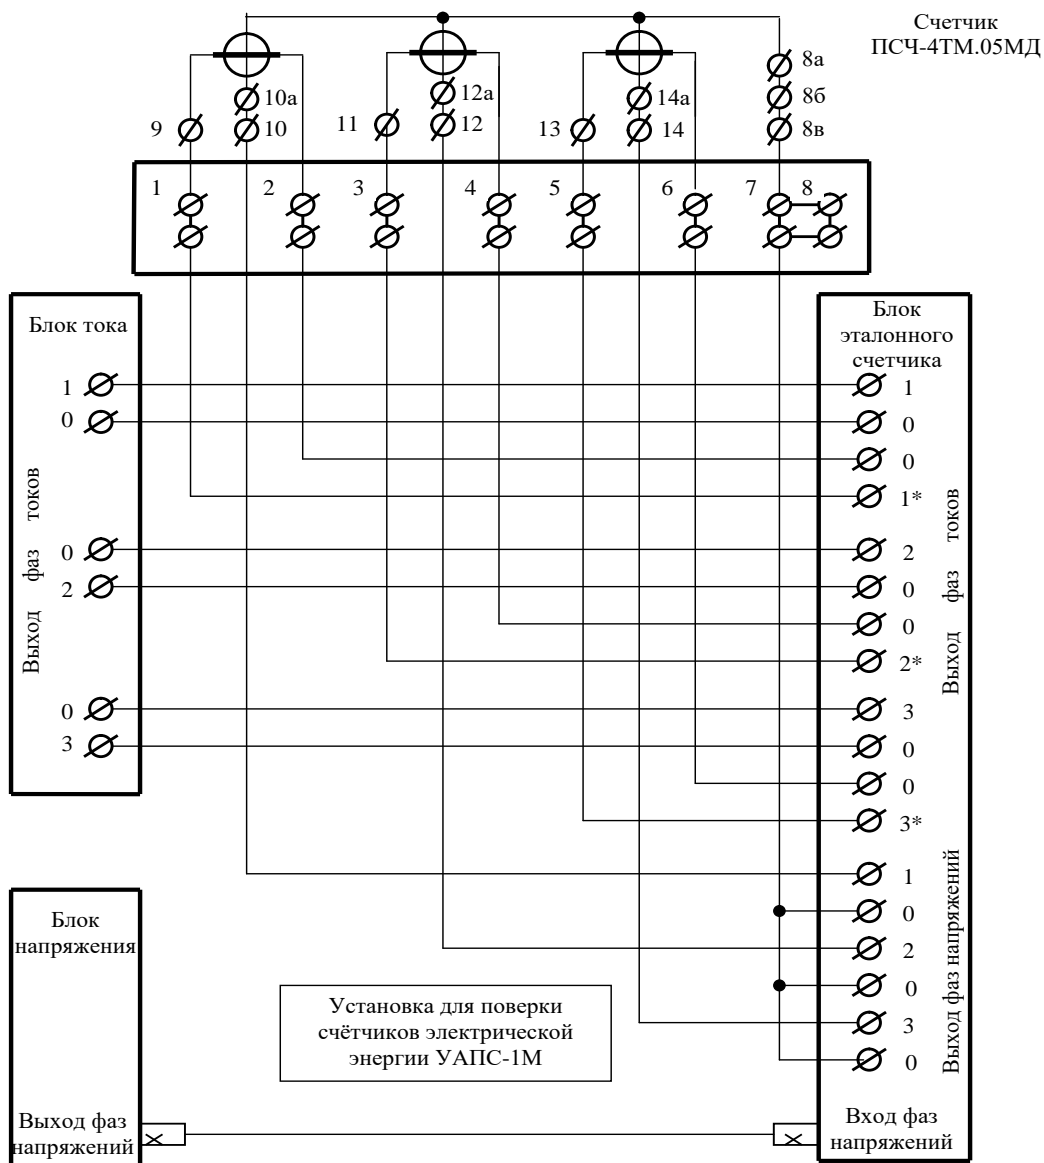 Счетчик
ПСЧ-4ТМ.05МД
8а
10а
12а
14а
8б
9
10
11
12
13
14
8в
1
2
3
4
5
6
7
8
Блок тока
1
0
0
2
0
3
Выход фаз токов
Блок
эталонного
счетчика
1
0
0
1*
2
0
0
2*
3
0
0
3*
Выход фаз токов
1
0
2
0
3
0
Выход фаз напряжений
Блок
напряжения
Установка для поверки
счётчиков электрической
энергии УАПС-1М
Выход фаз
напряжений
Вход фаз
напряжений